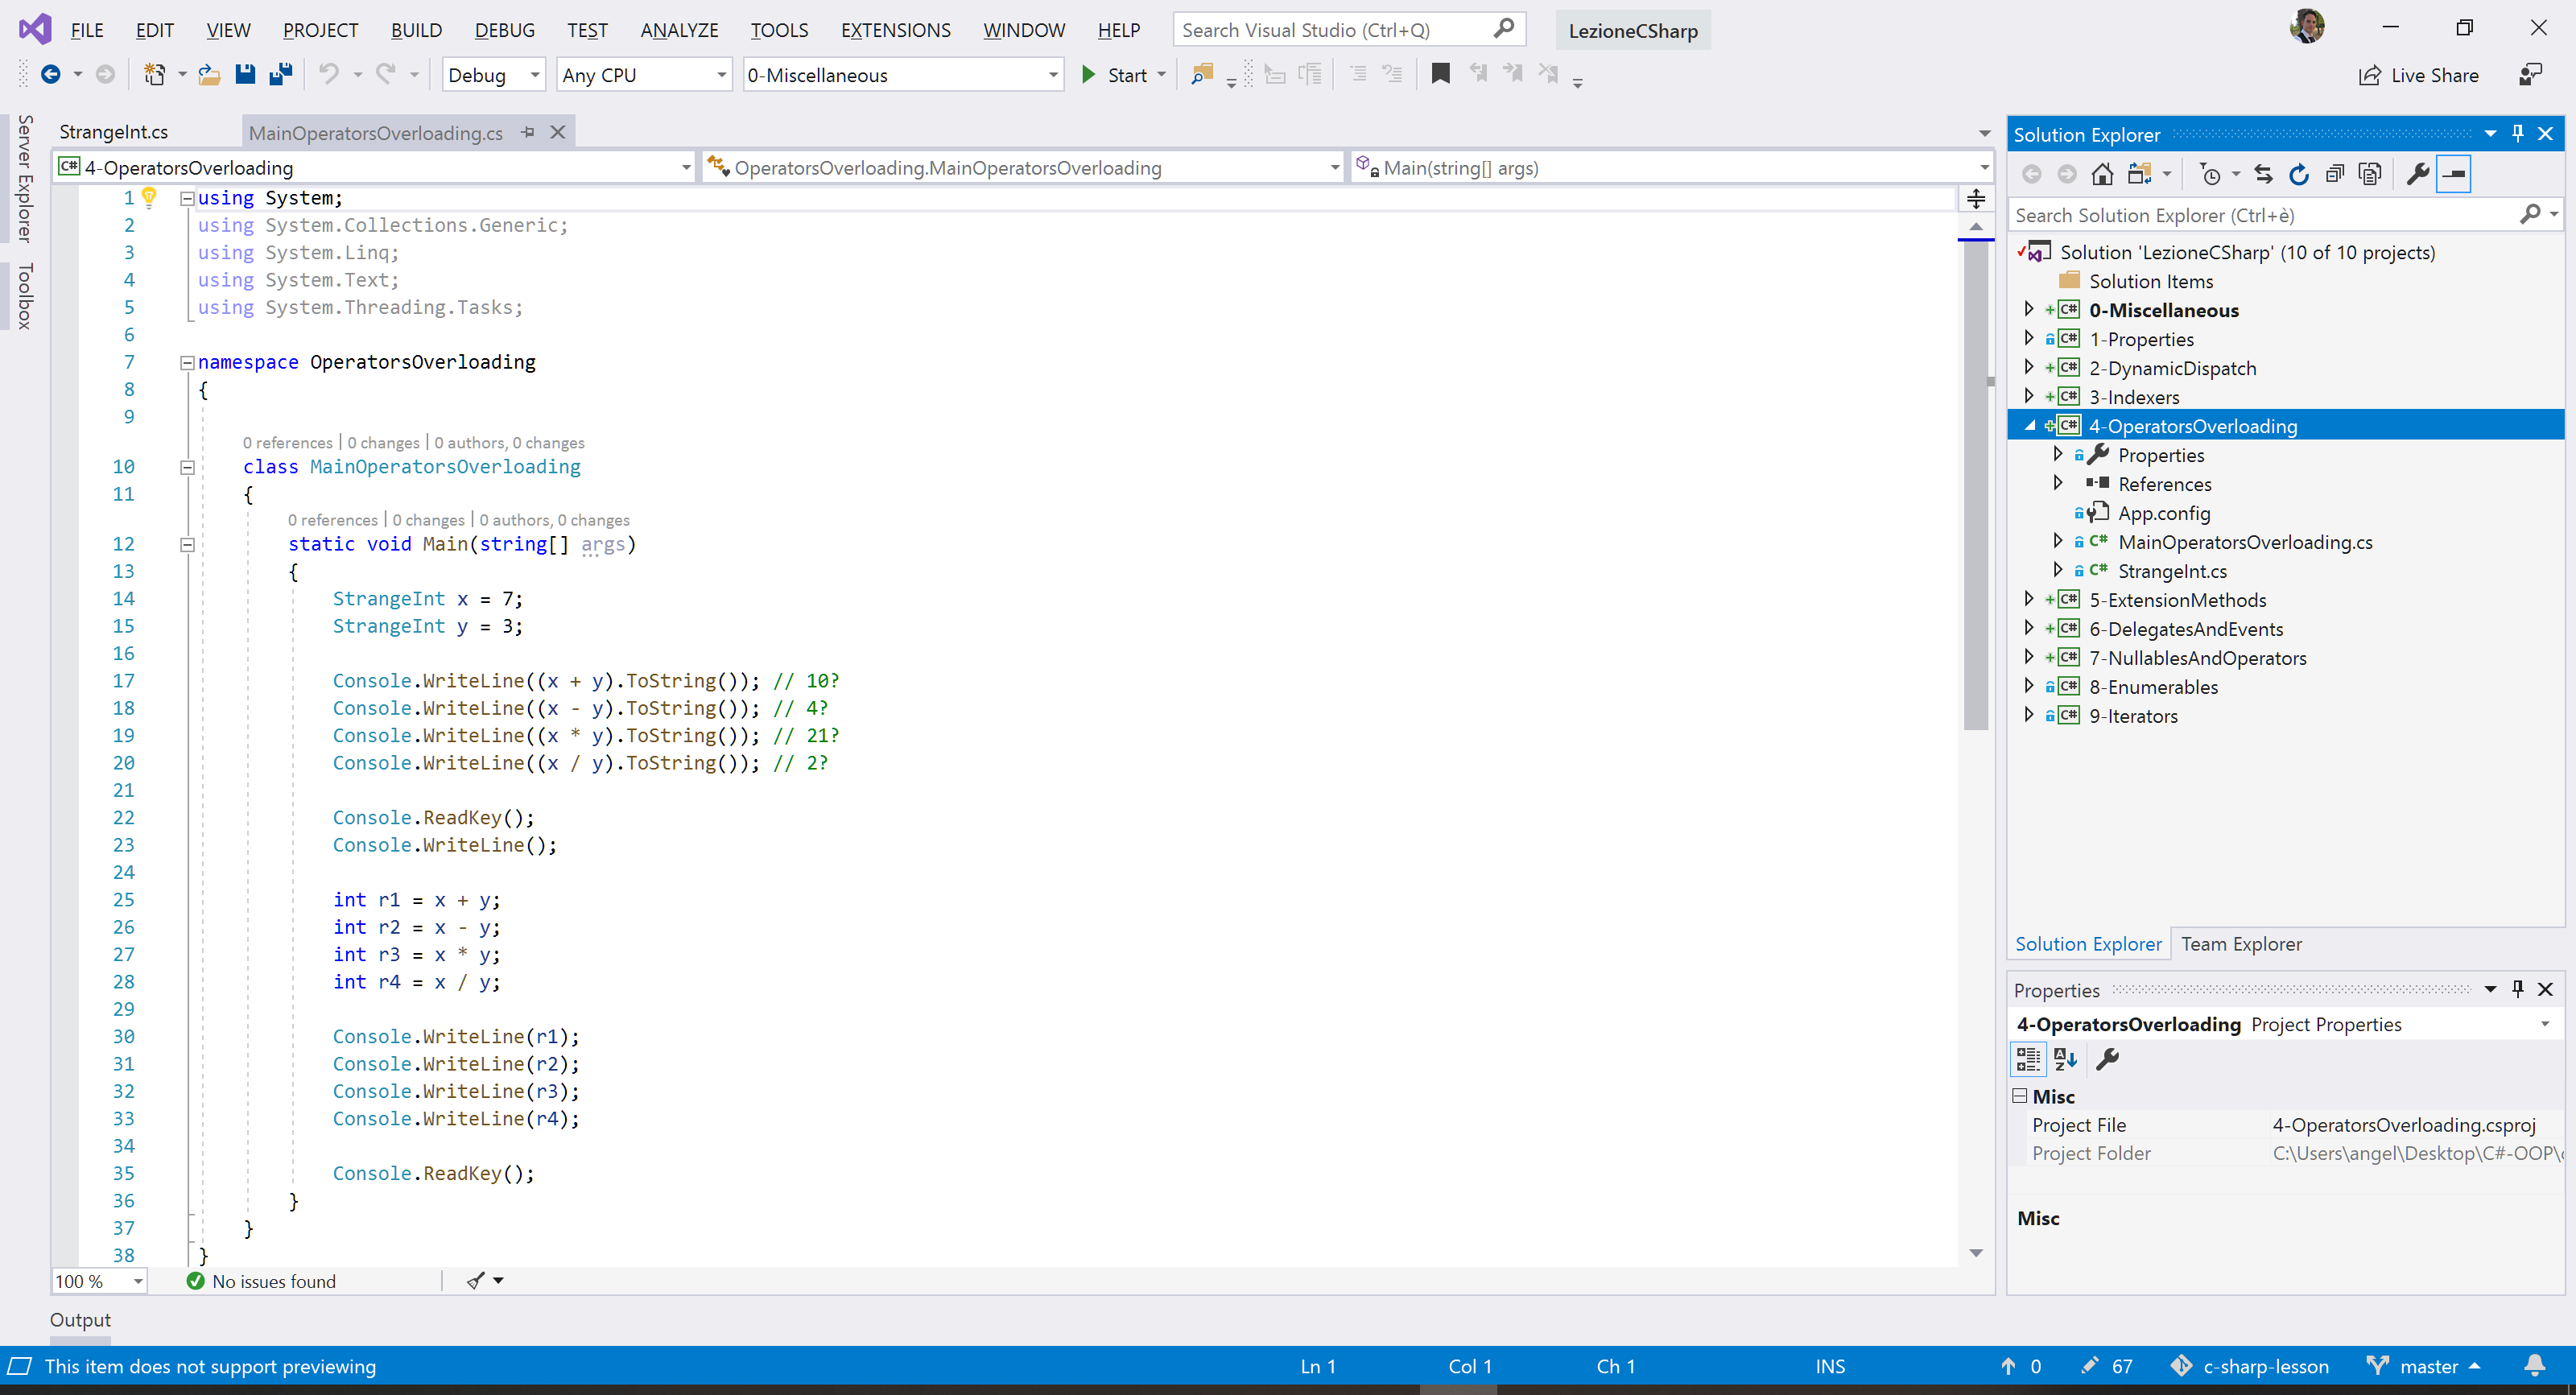 FILE EDIT VIEW PROJECT BUILD DEBUG TEST ANALYZE TOOLS EXTENSIONS WINDOW HELP Search Visual Studio (Ctrl+Q) LezioneCSharp
Debug Any CPU 0-Miscellaneous Start Live Share
Server Explorer
Toolbox
StrangeInt.cs MainOperatorsOverloading.cs
4-OperatorsOverloading OperatorsOverloading.MainOperatorsOverloading Main(string[] args)
1 using System;
2 using System.Collections.Generic;
3 using System.Linq;
4 using System.Text;
5 using System.Threading.Tasks;
6
7 namespace OperatorsOverloading
8 {
9
0 references | 0 changes | 0 authors, 0 changes
10 class MainOperatorsOverloading
11 {
0 references | 0 changes | 0 authors, 0 changes
12 static void Main(string[] args)
13 {
14 StrangeInt x = 7;
15 StrangeInt y = 3;
16
17 Console.WriteLine((x + y).ToString()); // 10?
18 Console.WriteLine((x - y).ToString()); // 4?
19 Console.WriteLine((x * y).ToString()); // 21?
20 Console.WriteLine((x / y).ToString()); // 2?
21
22 Console.ReadKey();
23 Console.WriteLine();
24
25 int r1 = x + y;
26 int r2 = x - y;
27 int r3 = x * y;
28 int r4 = x / y;
29
30 Console.WriteLine(r1);
31 Console.WriteLine(r2);
32 Console.WriteLine(r3);
33 Console.WriteLine(r4);
34
35 Console.ReadKey();
36 }
37 }
38 }
100 % No issues found
Output
Solution Explorer
Search Solution Explorer (Ctrl+è)
Solution 'LezioneCSharp' (10 of 10 projects)
Solution Items
C# 0-Miscellaneous
C# 1-Properties
C# 2-DynamicDispatch
C# 3-Indexers
C# 4-OperatorsOverloading
Properties
References
App.config
C# MainOperatorsOverloading.cs
C# StrangeInt.cs
C# 5-ExtensionMethods
C# 6-DelegatesAndEvents
C# 7-NullablesAndOperators
C# 8-Enumerables
C# 9-Iterators
Solution Explorer Team Explorer
Properties
4-OperatorsOverloading Project Properties
Misc
Project File 4-OperatorsOverloading.csproj
Project Folder C:\Users\angel\Desktop\C#-OOP\
Misc
This item does not support previewing Ln 1 Col 1 Ch 1 INS 0 67 c-sharp-lesson master